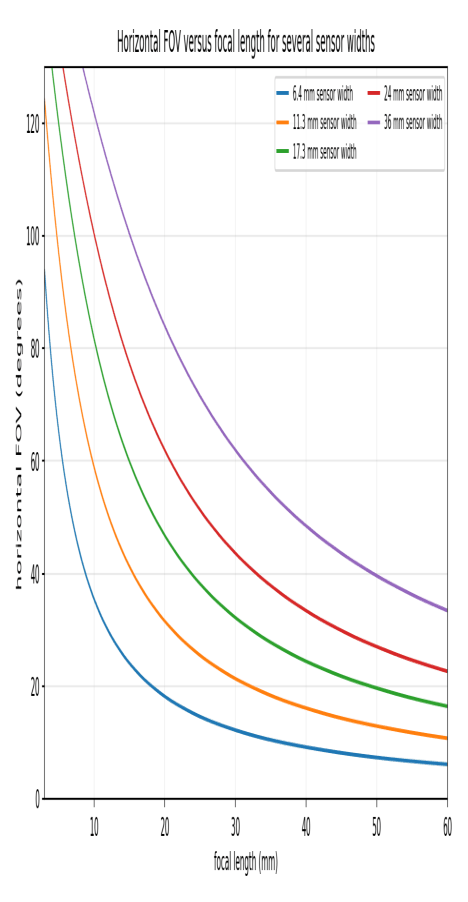 Horizontal FOV versus focal length for several sensor widths
6.4 mm sensor width
11.3 mm sensor width
17.3 mm sensor width
24 mm sensor width
36 mm sensor width
horizontal FOV (degrees)
120
100
80
60
40
20
0
10 20 30 40 50 60
focal length (mm)